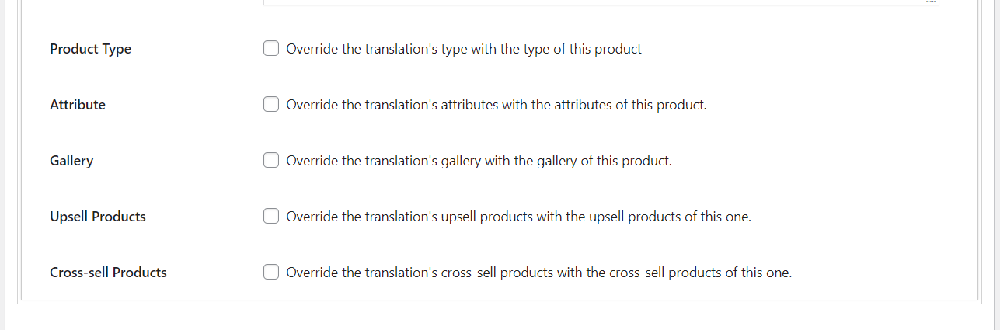 Product Type Override the translation's type with the type of this product
Attribute Override the translation's attributes with the attributes of this product.
Gallery Override the translation's gallery with the gallery of this product.
Upsell Products Override the translation's upsell products with the upsell products of this one.
Cross-sell Products Override the translation's cross-sell products with the cross-sell products of this one.